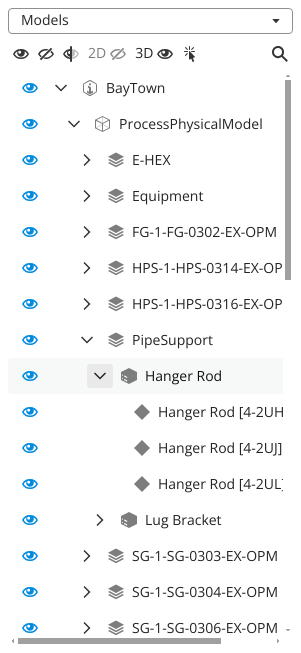 Models
2D 3D
BayTown
ProcessPhysicalModel
E-HEX
Equipment
FG-1-FG-0302-EX-OPM
HPS-1-HPS-0314-EX-OP
HPS-1-HPS-0316-EX-OP
PipeSupport
Hanger Rod
Hanger Rod [4-2UH
Hanger Rod [4-2UJ]
Hanger Rod [4-2UL]
Lug Bracket
SG-1-SG-0303-EX-OPM
SG-1-SG-0304-EX-OPM
SG-1-SG-0306-EX-OPM